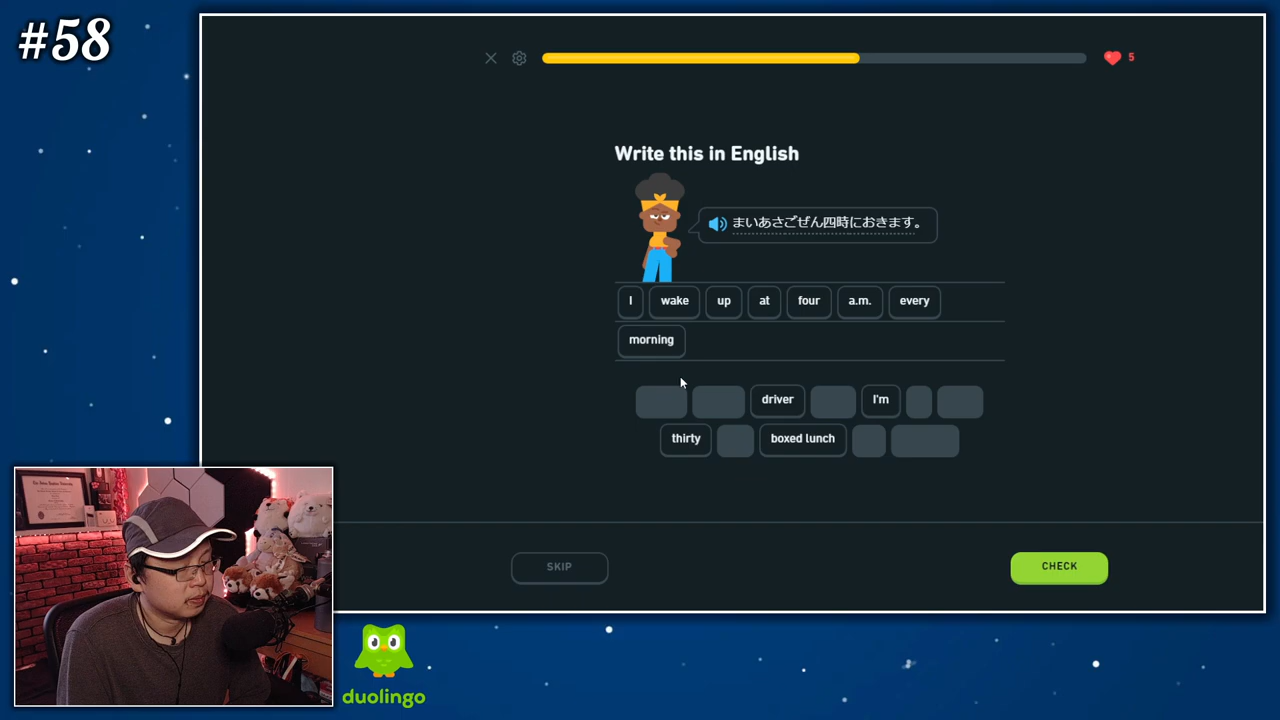 #58
5
Write this in English
まいあさごぜん四時におきます。
I wake up at four a.m. every
morning
driver I'm
thirty boxed lunch
SKIP CHECK
duolingo